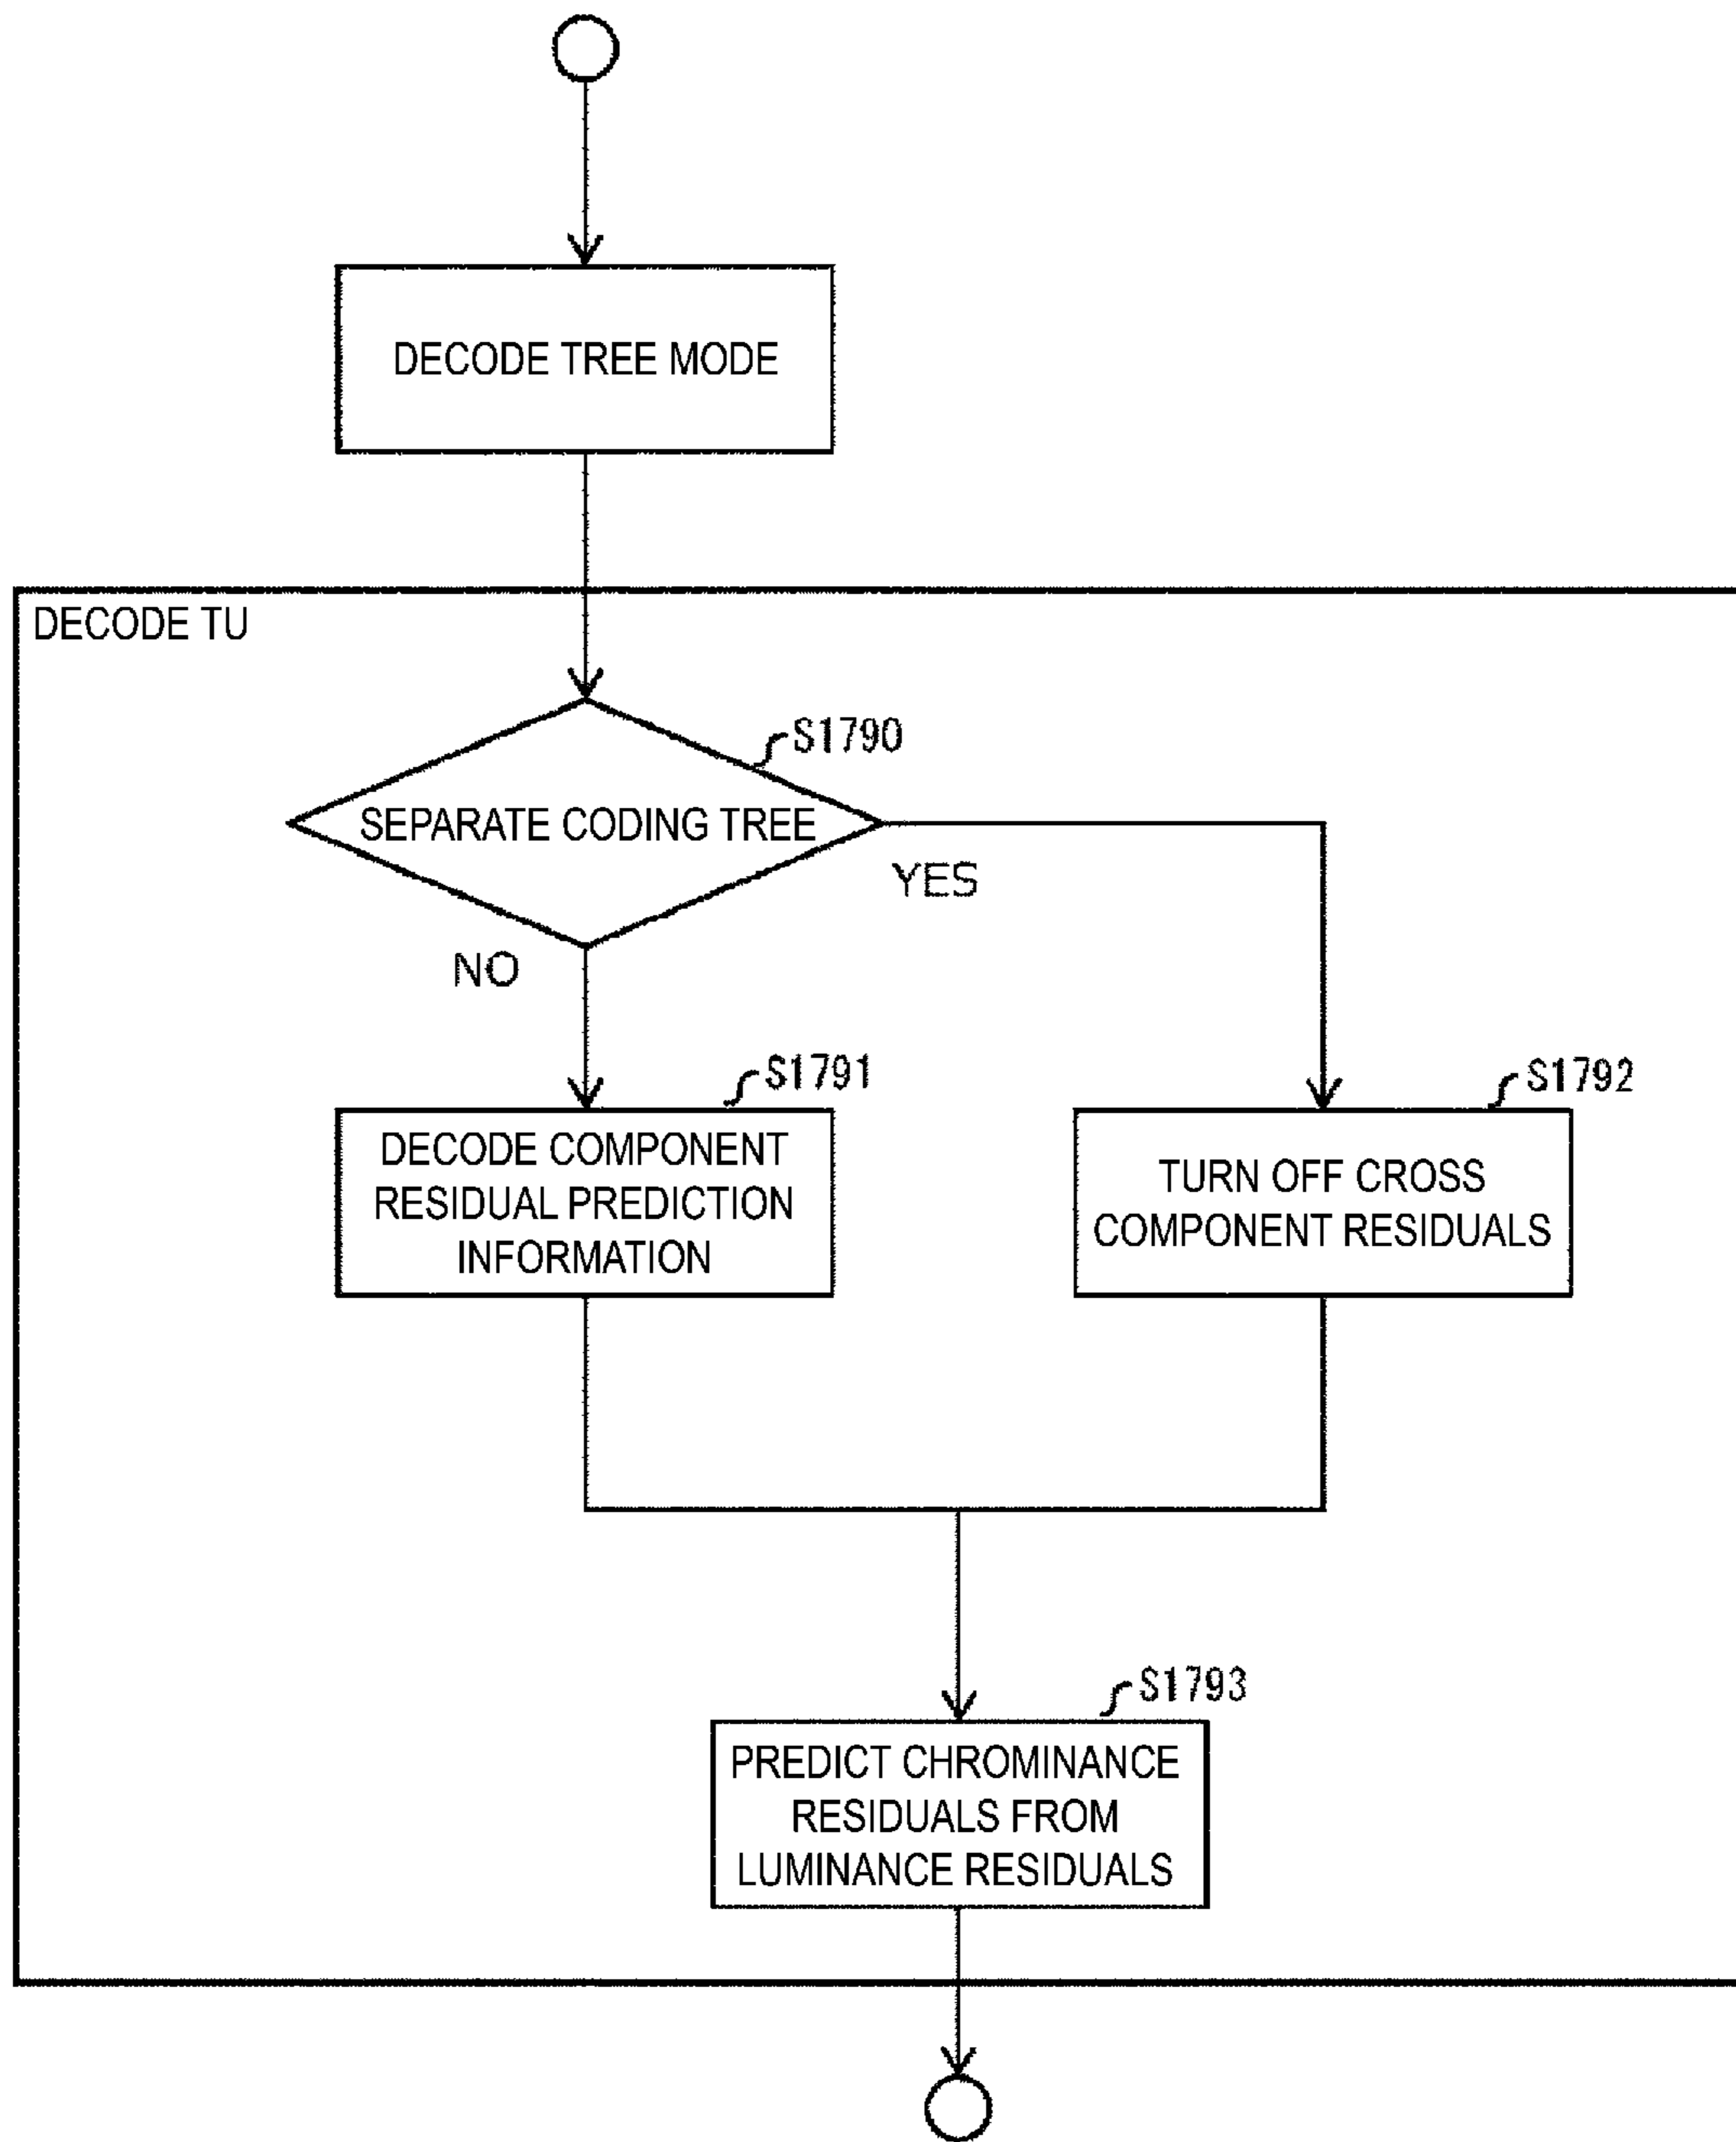 DECODE TREE MODE
DECODE TU
S1790
SEPARATE CODING TREE
YES
NO
S1791
DECODE COMPONENT
RESIDUAL PREDICTION
INFORMATION
S1792
TURN OFF CROSS
COMPONENT RESIDUALS
S1793
PREDICT CHROMINANCE
RESIDUALS FROM
LUMINANCE RESIDUALS